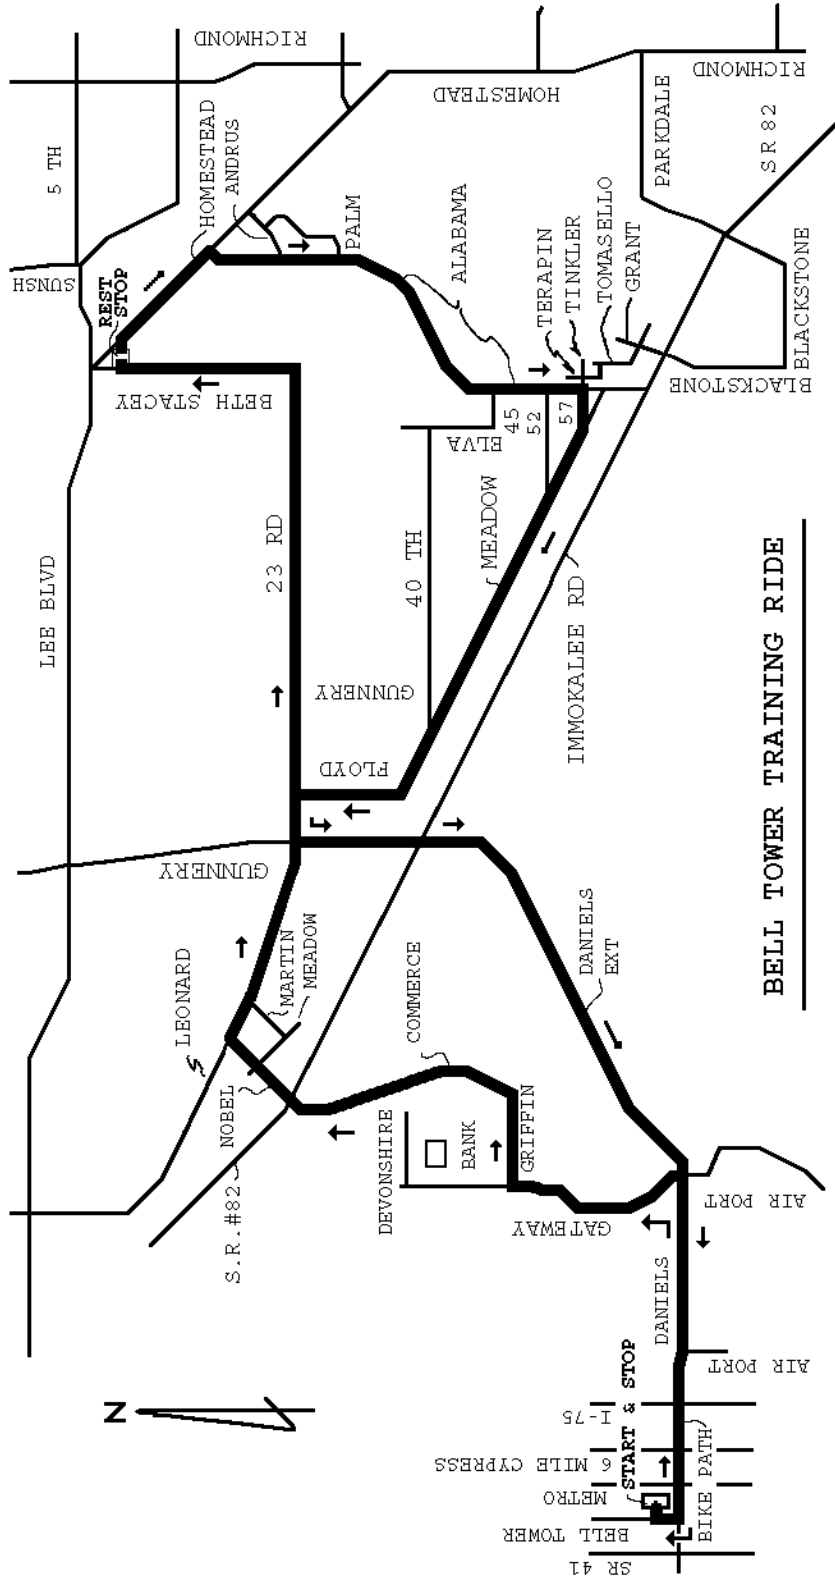 RICHMOND
5 TH
HOMESTEAD
ANDRUS
HOMESTEAD
RICHMOND
PARKDALE
SR 82
PALM
SUNSH
REST
STOP
ALABAMA
TERAPIN
TINKLER
TOMASELLO
GRANT
BLACKSTONE
BLACKSTONE
BETH STACEY
ELVA
45
52
57
LEE BLVD
23 RD
40 TH
MEADOW
IMMOKALEE RD
GUNNERY
FLOYD
GUNNERY
LEONARD
MARTIN
MEADOW
COMMERCE
DANIELS
EXT
NOBEL
DEVONSHIRE
BANK
GRIFFIN
S.R.#82
GATEWAY
AIR PORT
DANIELS
AIR PORT
N
I-75
START & STOP
6 MILE CYPRESS
METRO
BELL TOWER
BIKE PATH
SR 41
BELL TOWER TRAINING RIDE